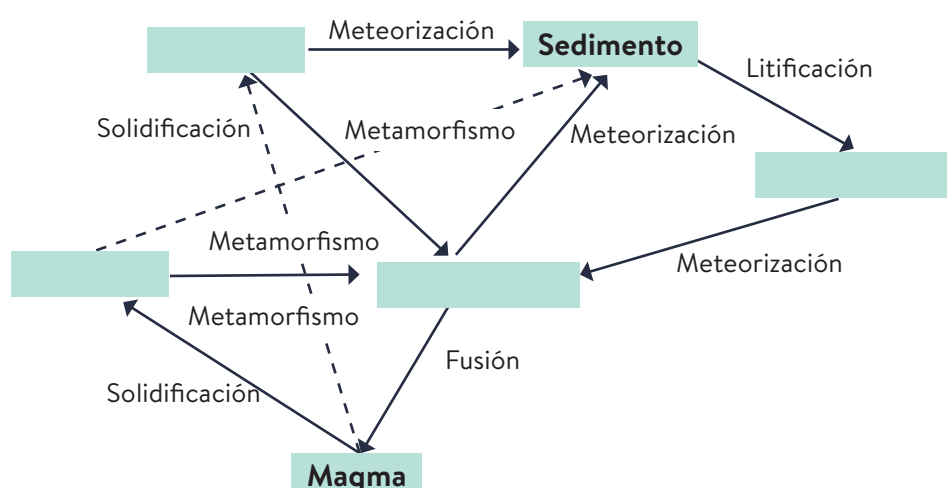 Meteorización
Sedimento
Litificación
Solidificación
Metamorfismo
Meteorización
Metamorfismo
Meteorización
Metamorfismo
Fusión
Solidificación
Magma